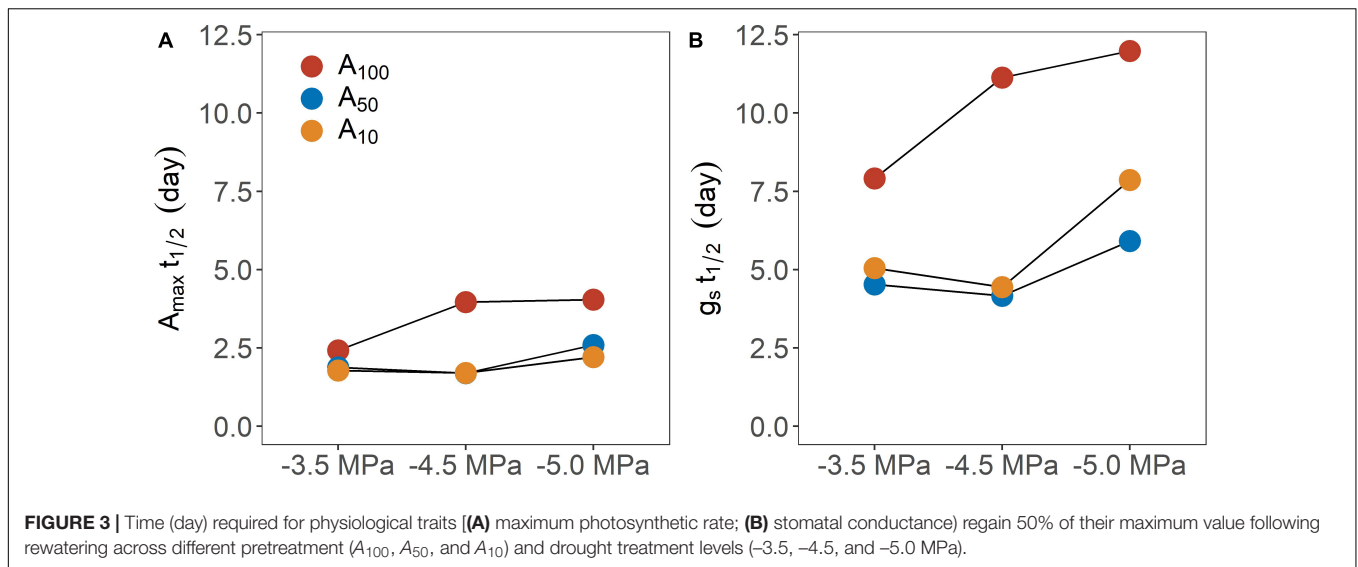 A
12.5
10.0
7.5
5.0
2.5
0.0
Amax t1/2 (day)
A100
A50
A10
-3.5 MPa -4.5 MPa -5.0 MPa
B
12.5
10.0
7.5
5.0
2.5
0.0
gs t1/2 (day)
-3.5 MPa -4.5 MPa -5.0 MPa
FIGURE 3 | Time (day) required for physiological traits [(A) maximum photosynthetic rate; (B) stomatal conductance) regain 50% of their maximum value following
rewatering across different pretreatment (A100, A50, and A10) and drought treatment levels (–3.5, –4.5, and –5.0 MPa).